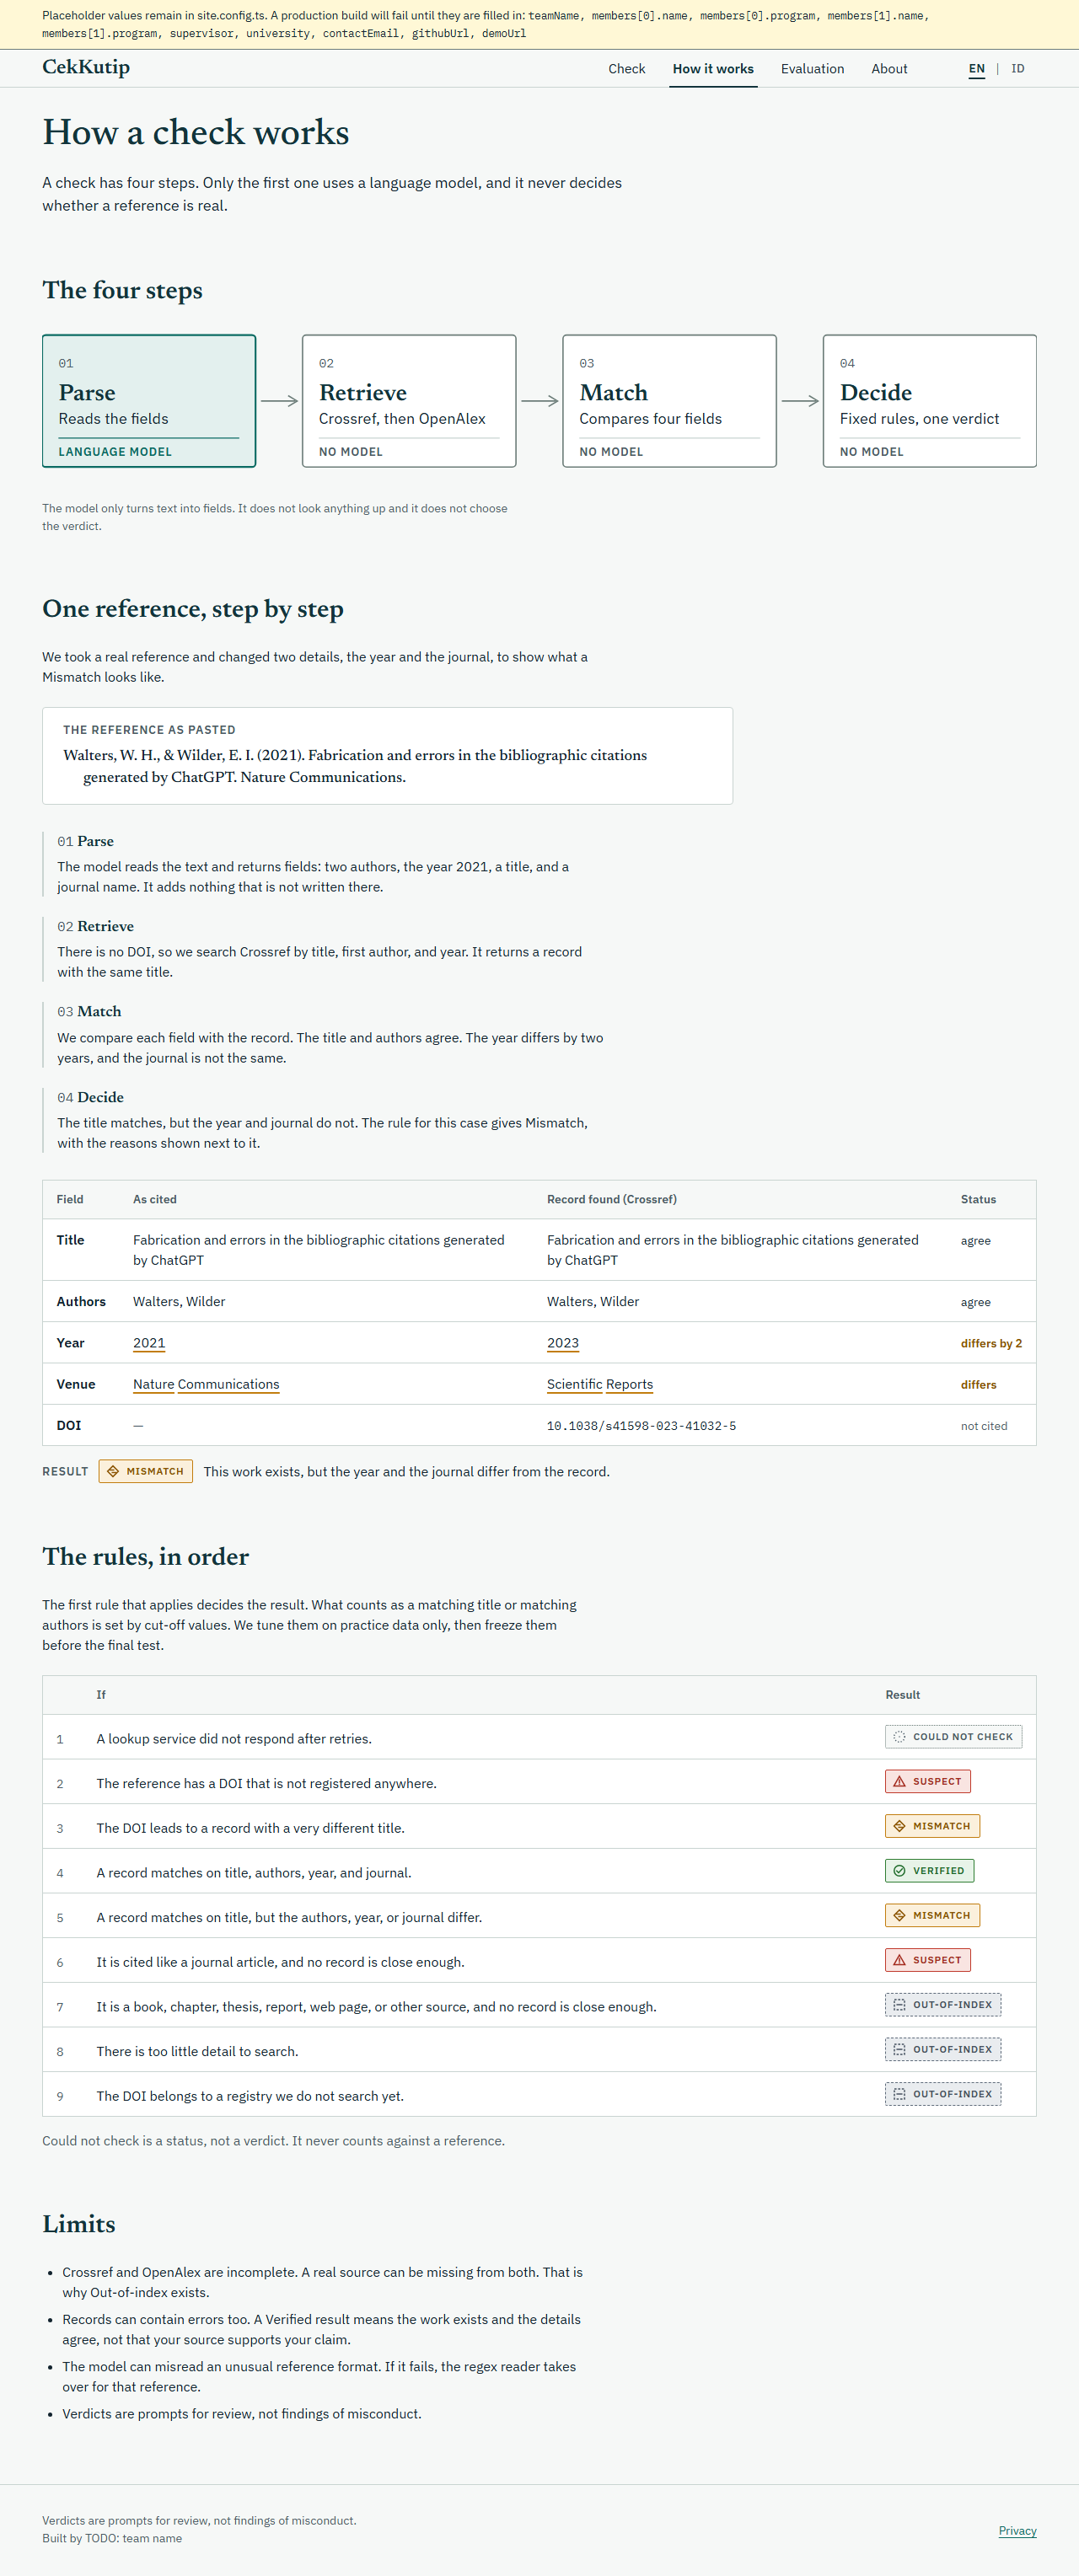 Placeholder values remain in site.config.ts. A production build will fail until they are filled in: teamName, members[0].name, members[0].program, members[1].name,
members[1].program, supervisor, university, contactEmail, githubUrl, demoUrl
CekKutip
Check How it works Evaluation About EN | ID
How a check works
A check has four steps. Only the first one uses a language model, and it never decides
whether a reference is real.
The four steps
01
Parse
Reads the fields
LANGUAGE MODEL
02
Retrieve
Crossref, then OpenAlex
NO MODEL
03
Match
Compares four fields
NO MODEL
04
Decide
Fixed rules, one verdict
NO MODEL
The model only turns text into fields. It does not look anything up and it does not choose
the verdict.
One reference, step by step
We took a real reference and changed two details, the year and the journal, to show what a
Mismatch looks like.
THE REFERENCE AS PASTED
Walters, W. H., & Wilder, E. I. (2021). Fabrication and errors in the bibliographic citations
generated by ChatGPT. Nature Communications.
01 Parse
The model reads the text and returns fields: two authors, the year 2021, a title, and a
journal name. It adds nothing that is not written there.
02 Retrieve
There is no DOI, so we search Crossref by title, first author, and year. It returns a record
with the same title.
03 Match
We compare each field with the record. The title and authors agree. The year differs by two
years, and the journal is not the same.
04 Decide
The title matches, but the year and journal do not. The rule for this case gives Mismatch,
with the reasons shown next to it.
Field As cited Record found (Crossref) Status
Title Fabrication and errors in the bibliographic citations generated Fabrication and errors in the bibliographic citations generated agree
by ChatGPT by ChatGPT
Authors Walters, Wilder Walters, Wilder agree
Year 2021 2023 differs by 2
Venue Nature Communications Scientific Reports differs
DOI — 10.1038/s41598-023-41032-5 not cited
RESULT MISMATCH This work exists, but the year and the journal differ from the record.
The rules, in order
The first rule that applies decides the result. What counts as a matching title or matching
authors is set by cut-off values. We tune them on practice data only, then freeze them
before the final test.
If Result
1 A lookup service did not respond after retries. COULD NOT CHECK
2 The reference has a DOI that is not registered anywhere. SUSPECT
3 The DOI leads to a record with a very different title. MISMATCH
4 A record matches on title, authors, year, and journal. VERIFIED
5 A record matches on title, but the authors, year, or journal differ. MISMATCH
6 It is cited like a journal article, and no record is close enough. SUSPECT
7 It is a book, chapter, thesis, report, web page, or other source, and no record is close enough. OUT-OF-INDEX
8 There is too little detail to search. OUT-OF-INDEX
9 The DOI belongs to a registry we do not search yet. OUT-OF-INDEX
Could not check is a status, not a verdict. It never counts against a reference.
Limits
• Crossref and OpenAlex are incomplete. A real source can be missing from both. That is
why Out-of-index exists.
• Records can contain errors too. A Verified result means the work exists and the details
agree, not that your source supports your claim.
• The model can misread an unusual reference format. If it fails, the regex reader takes
over for that reference.
• Verdicts are prompts for review, not findings of misconduct.
Verdicts are prompts for review, not findings of misconduct.
Built by TODO: team name
Privacy